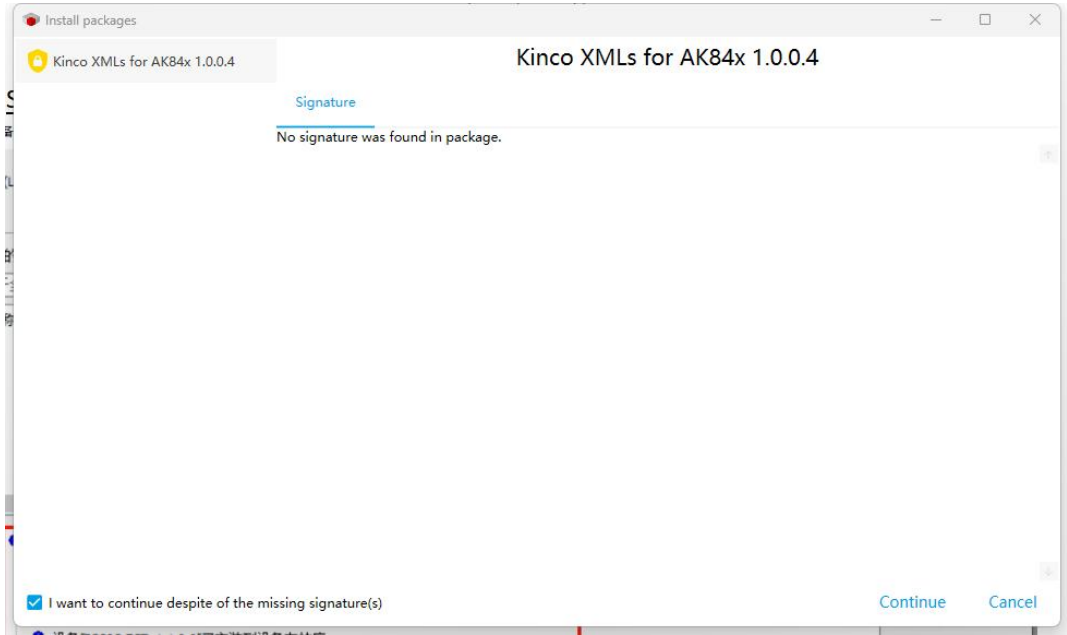 Install packages
Kinco XMLs for AK84x 1.0.0.4
Kinco XMLs for AK84x 1.0.0.4
Signature
No signature was found in package.
I want to continue despite of the missing signature(s)
Continue
Cancel